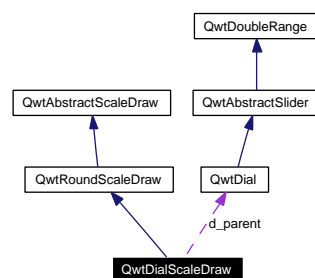 QwtDoubleRange
QwtAbstractScaleDraw
QwtAbstractSlider
QwtRoundScaleDraw
QwtDial
d_parent
QwtDialScaleDraw